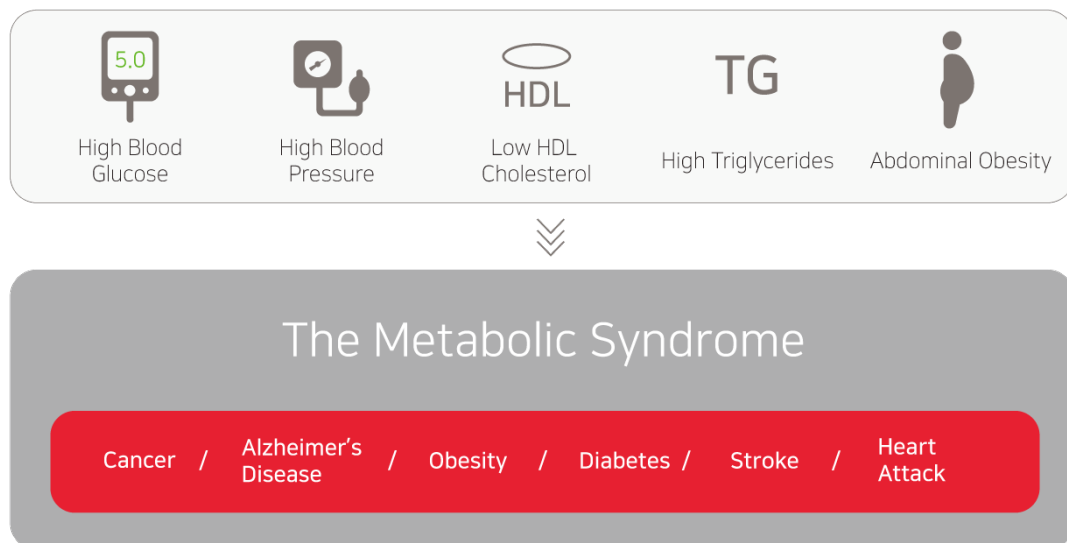 5.0
HDL
TG
High Blood
Glucose
High Blood
Pressure
Low HDL
Cholesterol
High Triglycerides
Abdominal Obesity
The Metabolic Syndrome
Cancer / Alzheimer's
Disease / Obesity / Diabetes / Stroke / Heart
Attack